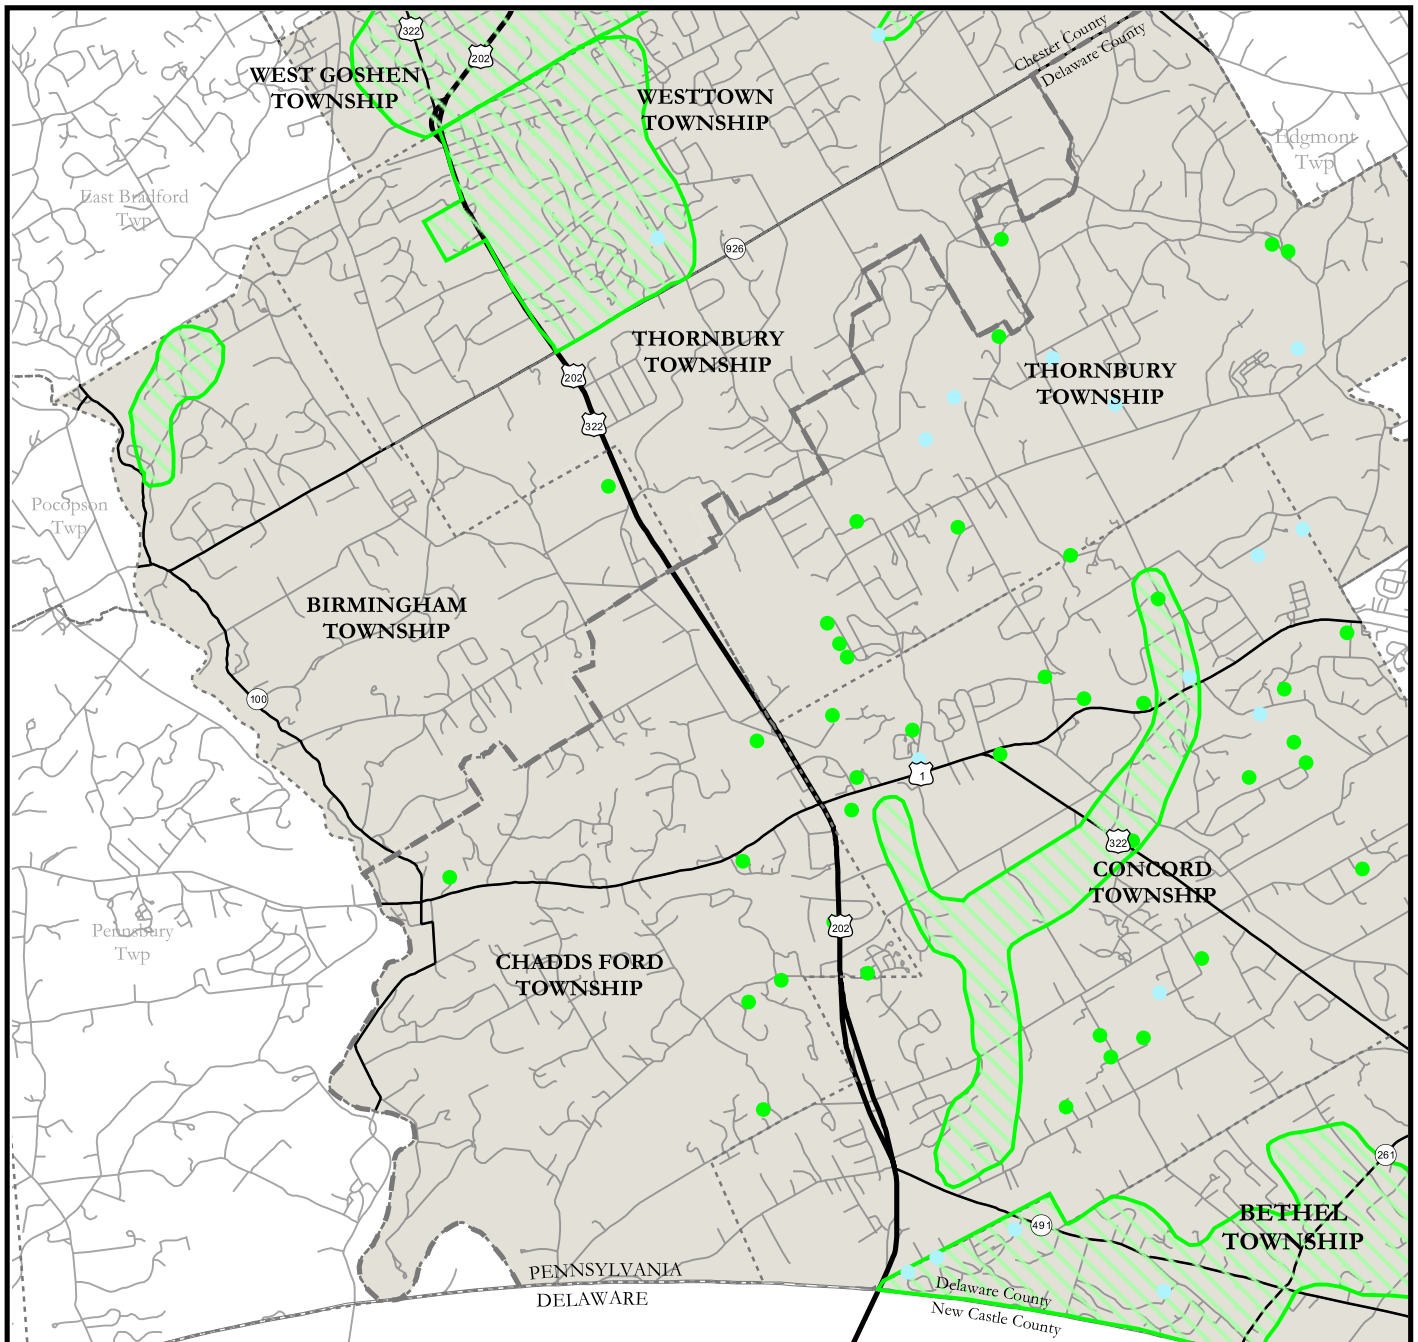 322
202
WEST GOSHEN
TOWNSHIP
Chester County
Delaware County
WESTTOWN
TOWNSHIP
Edgmont
Twp
East Bradford
Twp
926
THORNBURY
TOWNSHIP
THORNBURY
TOWNSHIP
202
322
Pocopson
Twp
BIRMINGHAM
TOWNSHIP
100
1
322
CONCORD
TOWNSHIP
202
Pennsbury
Twp
CHADDS FORD
TOWNSHIP
261
491
BETHEL
TOWNSHIP
PENNSYLVANIA
DELAWARE
Delaware County
New Castle County